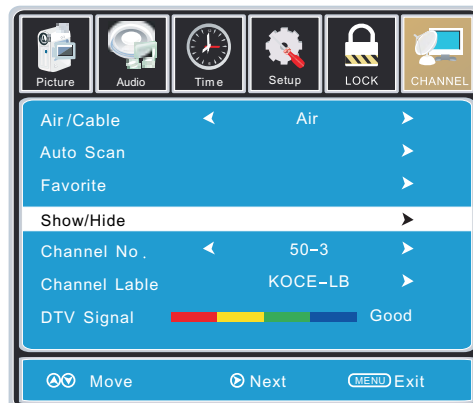 Picture Audio Time Setup LOCK CHANNEL
Air/Cable Air
Auto Scan
Favorite
Show/Hide
Channel No. 50-3
Channel Lable KOCE-LB
DTV Signal Good
Move Next MENU Exit